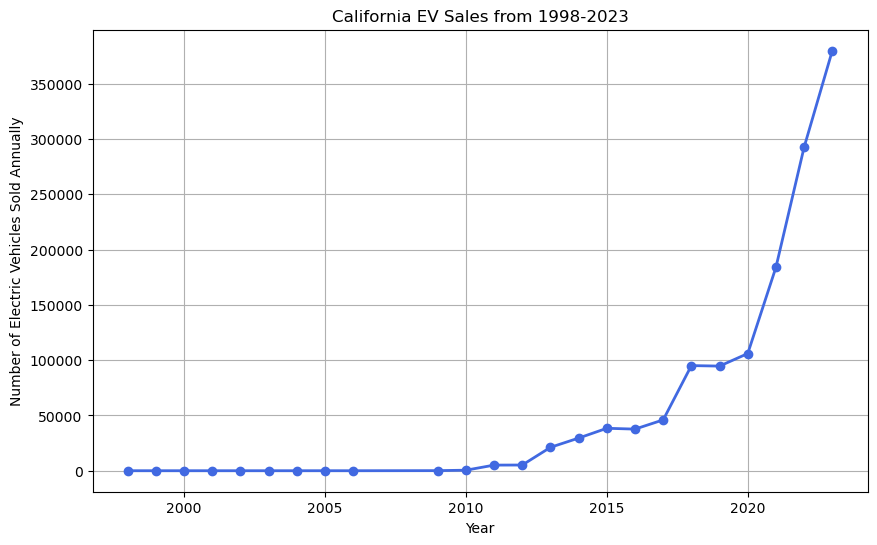 California EV Sales from 1998-2023
Number of Electric Vehicles Sold Annually
350000
300000
250000
200000
150000
100000
50000
0
2000 2005 2010 2015 2020
Year